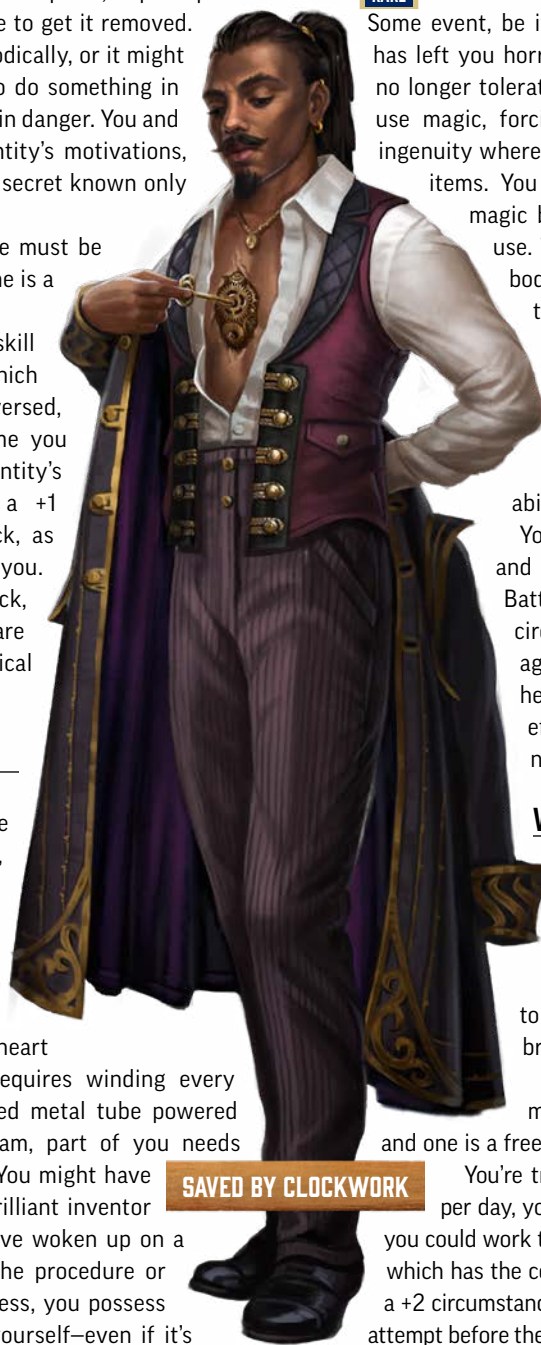 e to get it removed.
dically, or it might
o do something in
in danger. You and
ntity's motivations,
secret known only
e must be
ne is a
skill
hich
versed,
ne you
ntity's
a +1
ck, as
you.
ck,
are
ical
e
heart
equires winding every
ed metal tube powered
am, part of you needs
You might have
rilliant inventor
ve woken up on a
he procedure or
ess, you possess
ourself—even if it's
SAVED BY CLOCKWORK
Some event, be i
has left you horr
no longer tolerat
use magic, forci
ingenuity where
items. You
magic b
use.
bod
t
abi
Yo
and
Batt
circ
ag
he
e
n
to
br
m
and one is a free
You're tr
per day, yo
you could work t
which has the c
a +2 circumstanc
attempt before the